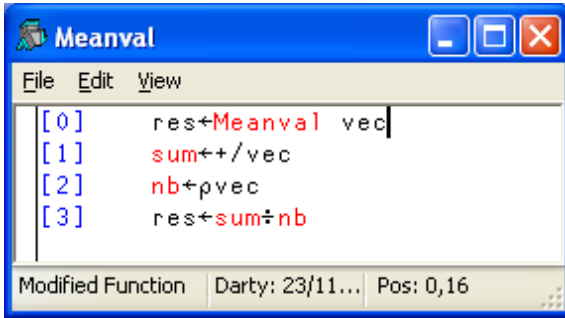 Meanval
File Edit View
[0] res←Meanval vec
[1] sum←+/vec
[2] nb←⍴vec
[3] res←sum÷nb
Modified Function Darty: 23/11... Pos: 0,16